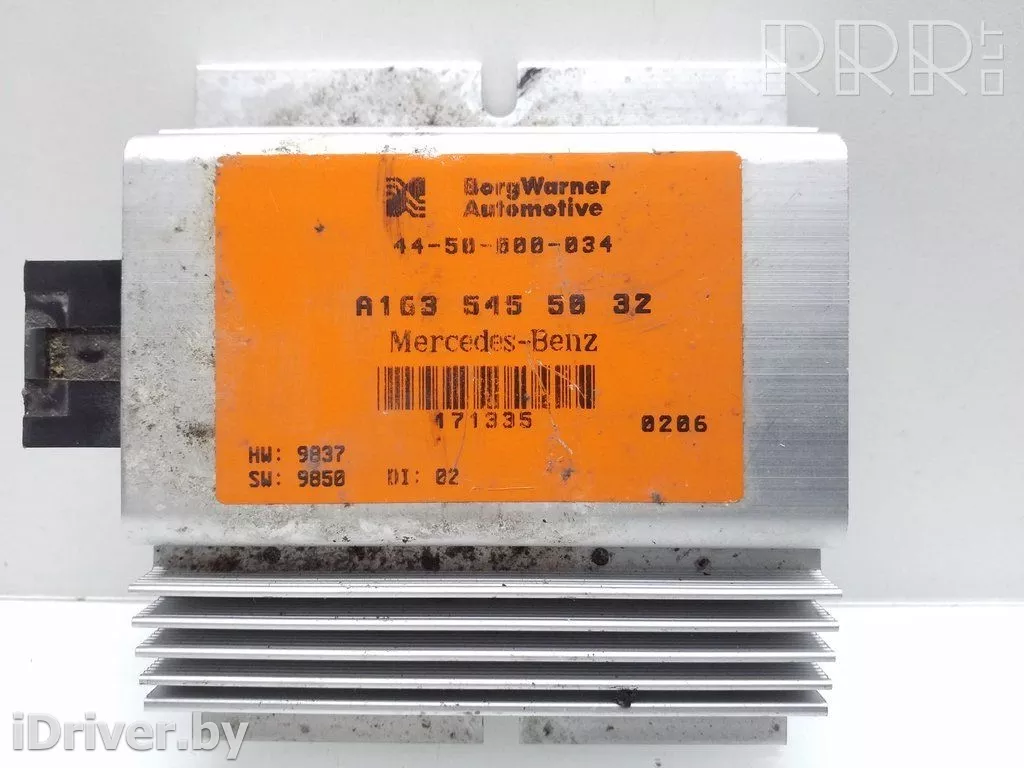 RRR.LT
BorgWarner
Automotive
44-50-600-034
A163 545 50 32
Mercedes-Benz
171335
0206
HW: 9837
SW: 9850 DI: 02
iDriver.by